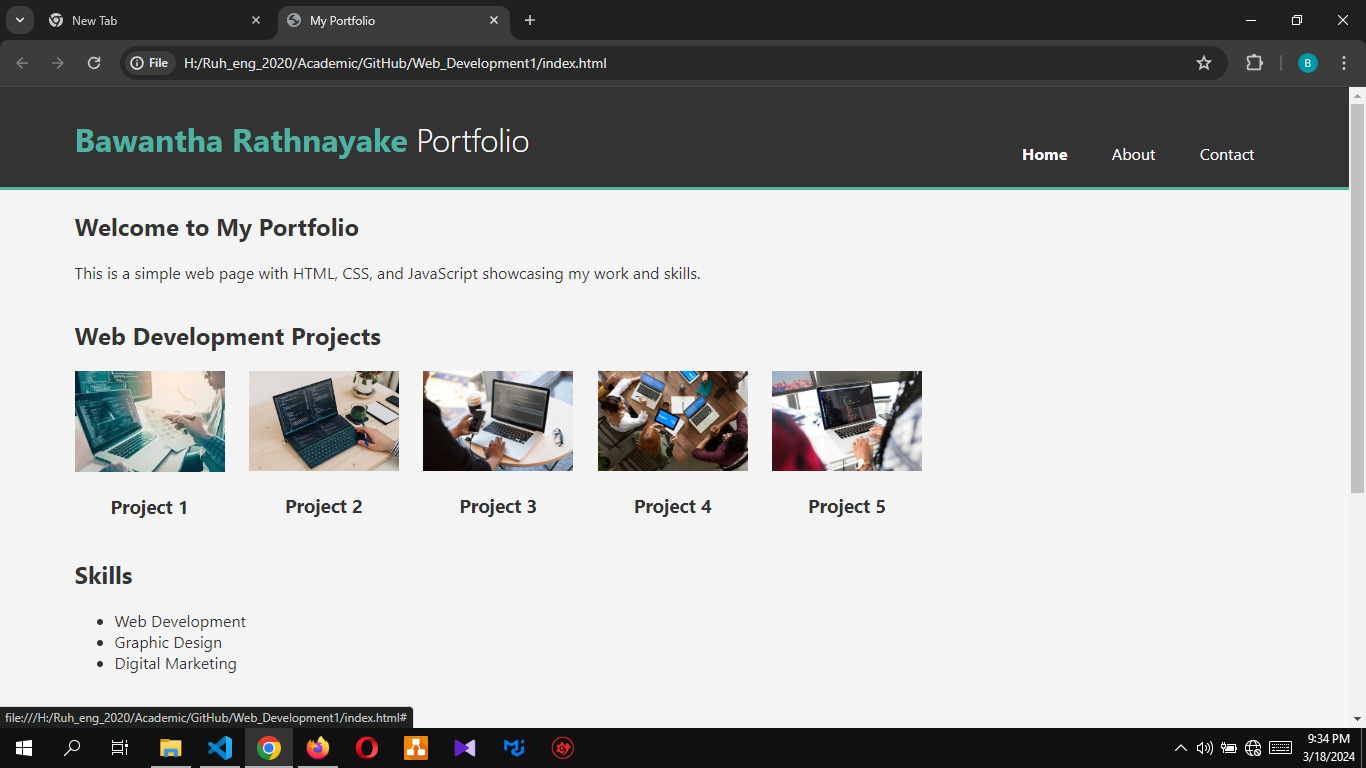 New Tab
My Portfolio
File
H:/Ruh_eng_2020/Academic/GitHub/Web_Development1/index.html
B
Bawantha Rathnayake Portfolio
Home
About
Contact
Welcome to My Portfolio
This is a simple web page with HTML, CSS, and JavaScript showcasing my work and skills.
Web Development Projects
Project 1
Project 2
Project 3
Project 4
Project 5
Skills
Web Development
Graphic Design
Digital Marketing
file:///H:/Ruh_eng_2020/Academic/GitHub/Web_Development1/index.html#
9:34 PM
3/18/2024